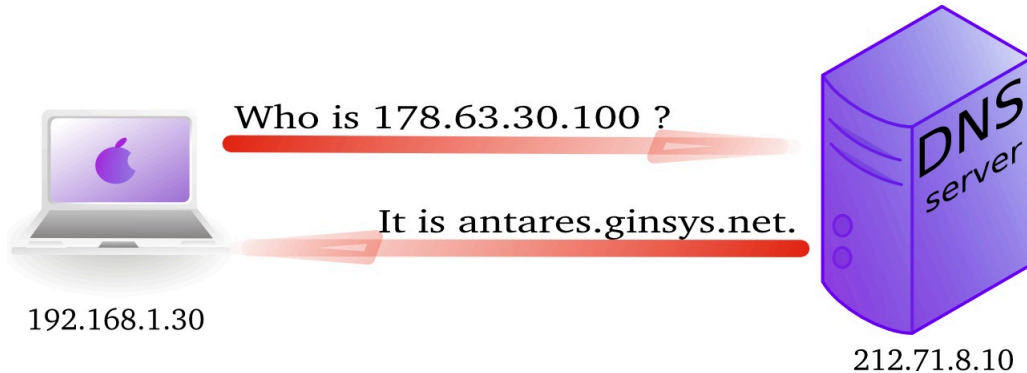 Who is 178.63.30.100 ?
It is antares.ginsys.net.
DNS
server
192.168.1.30
212.71.8.10